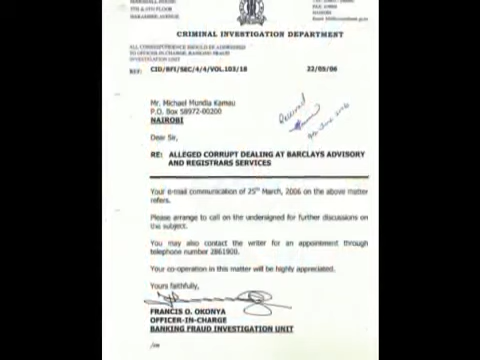 5TH & 6TH FLOOR
CRIMINAL INVESTIGATION DEPARTMENT
ALL CORRESPONDENCE SHOULD BE ADDRESSED
TO OFFICER-IN-CHARGE, BANKING FRAUD
INVESTIGATION UNIT
REF: CID/BFI/SEC/4/4/VOL.103/18 22/05/06
Mr. Michael Mundia Kamau
P.O. Box 58972-00200
NAIROBI
Received
Dear Sir,
RE: ALLEGED CORRUPT DEALING AT BARCLAYS ADVISORY
AND REGISTRARS SERVICES
Your e-mail communication of 25th March, 2006 on the above matter
refers.
Please arrange to call on the undersigned for further discussions on
the subject.
You may also contact the writer for an appointment through
telephone number 2861900.
Your co-operation in this matter will be highly appreciated.
Yours faithfully,
FRANCIS O. OKONYA
OFFICER-IN-CHARGE
BANKING FRAUD INVESTIGATION UNIT